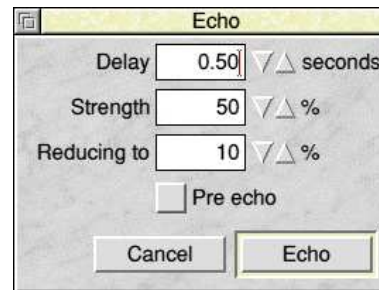 Echo
Delay 0.50 seconds
Strength 50 %
Reducing to 10 %
Pre echo
Cancel Echo